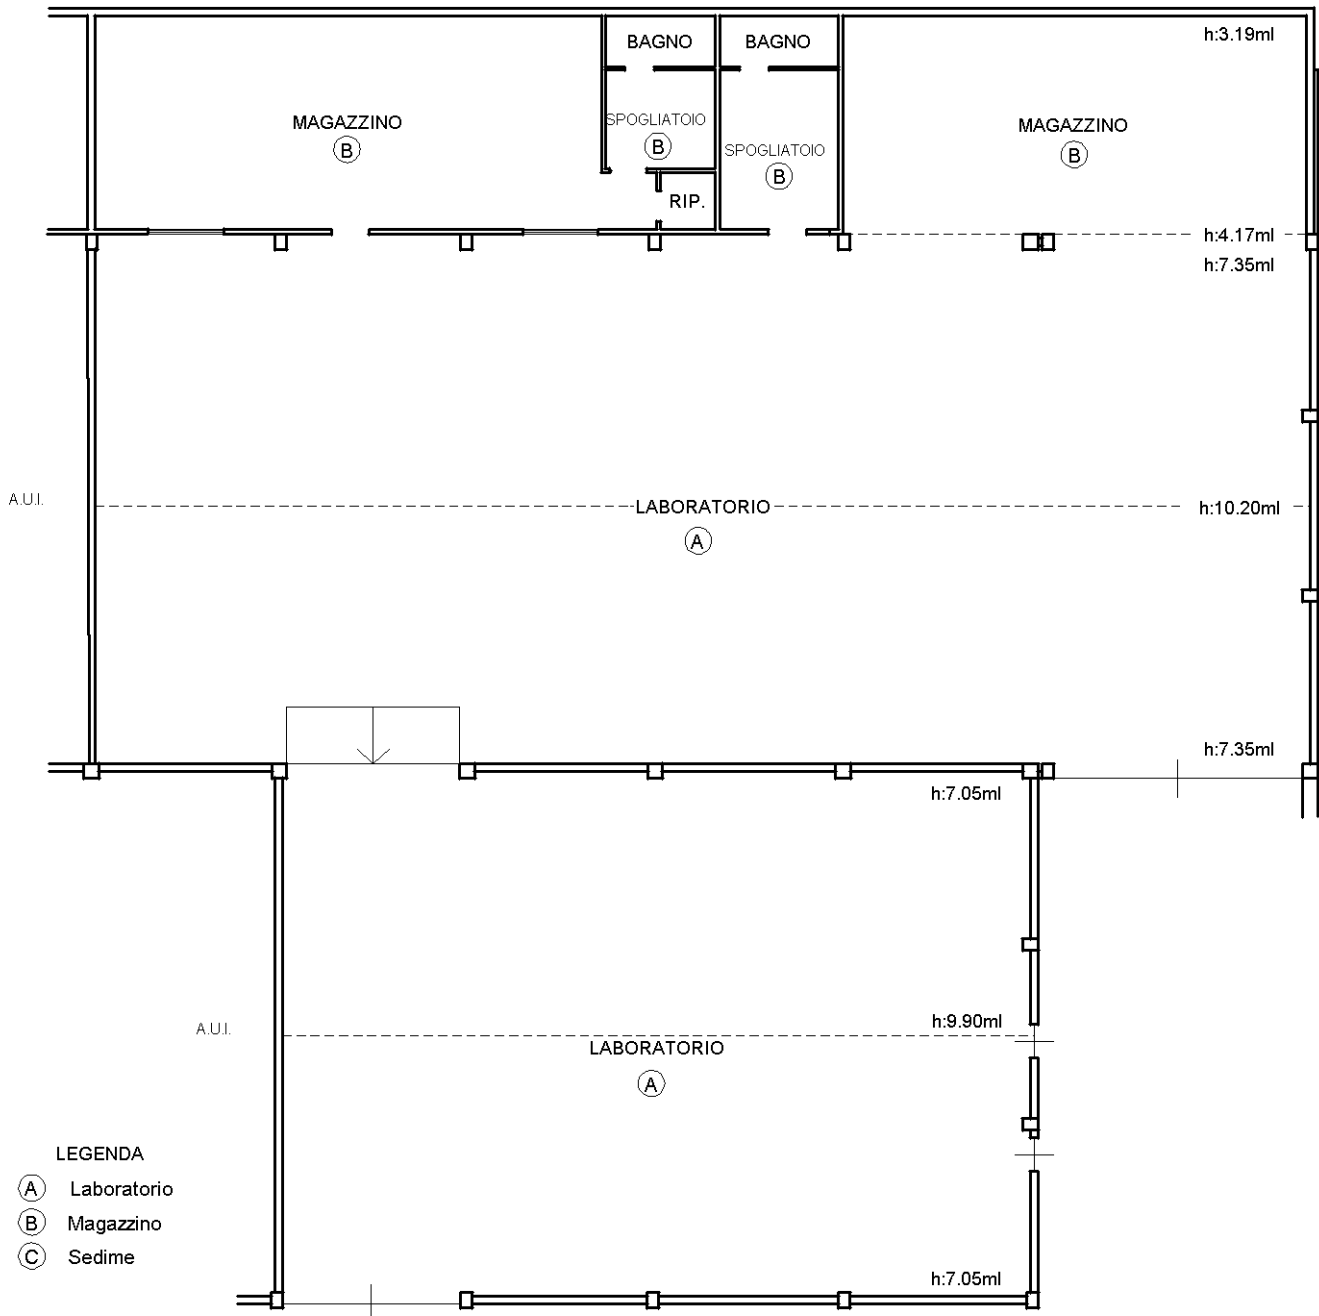 BAGNO
BAGNO
h:3.19ml
MAGAZZINO
B
SPOGLIATOIO
B
SPOGLIATOIO
B
MAGAZZINO
B
RIP.
h:4.17ml
h:7.35ml
A.U.I.
LABORATORIO
A
h:10.20ml
h:7.35ml
h:7.05ml
A.U.I.
h:9.90ml
LABORATORIO
A
LEGENDA
A Laboratorio
B Magazzino
C Sedime
h:7.05ml